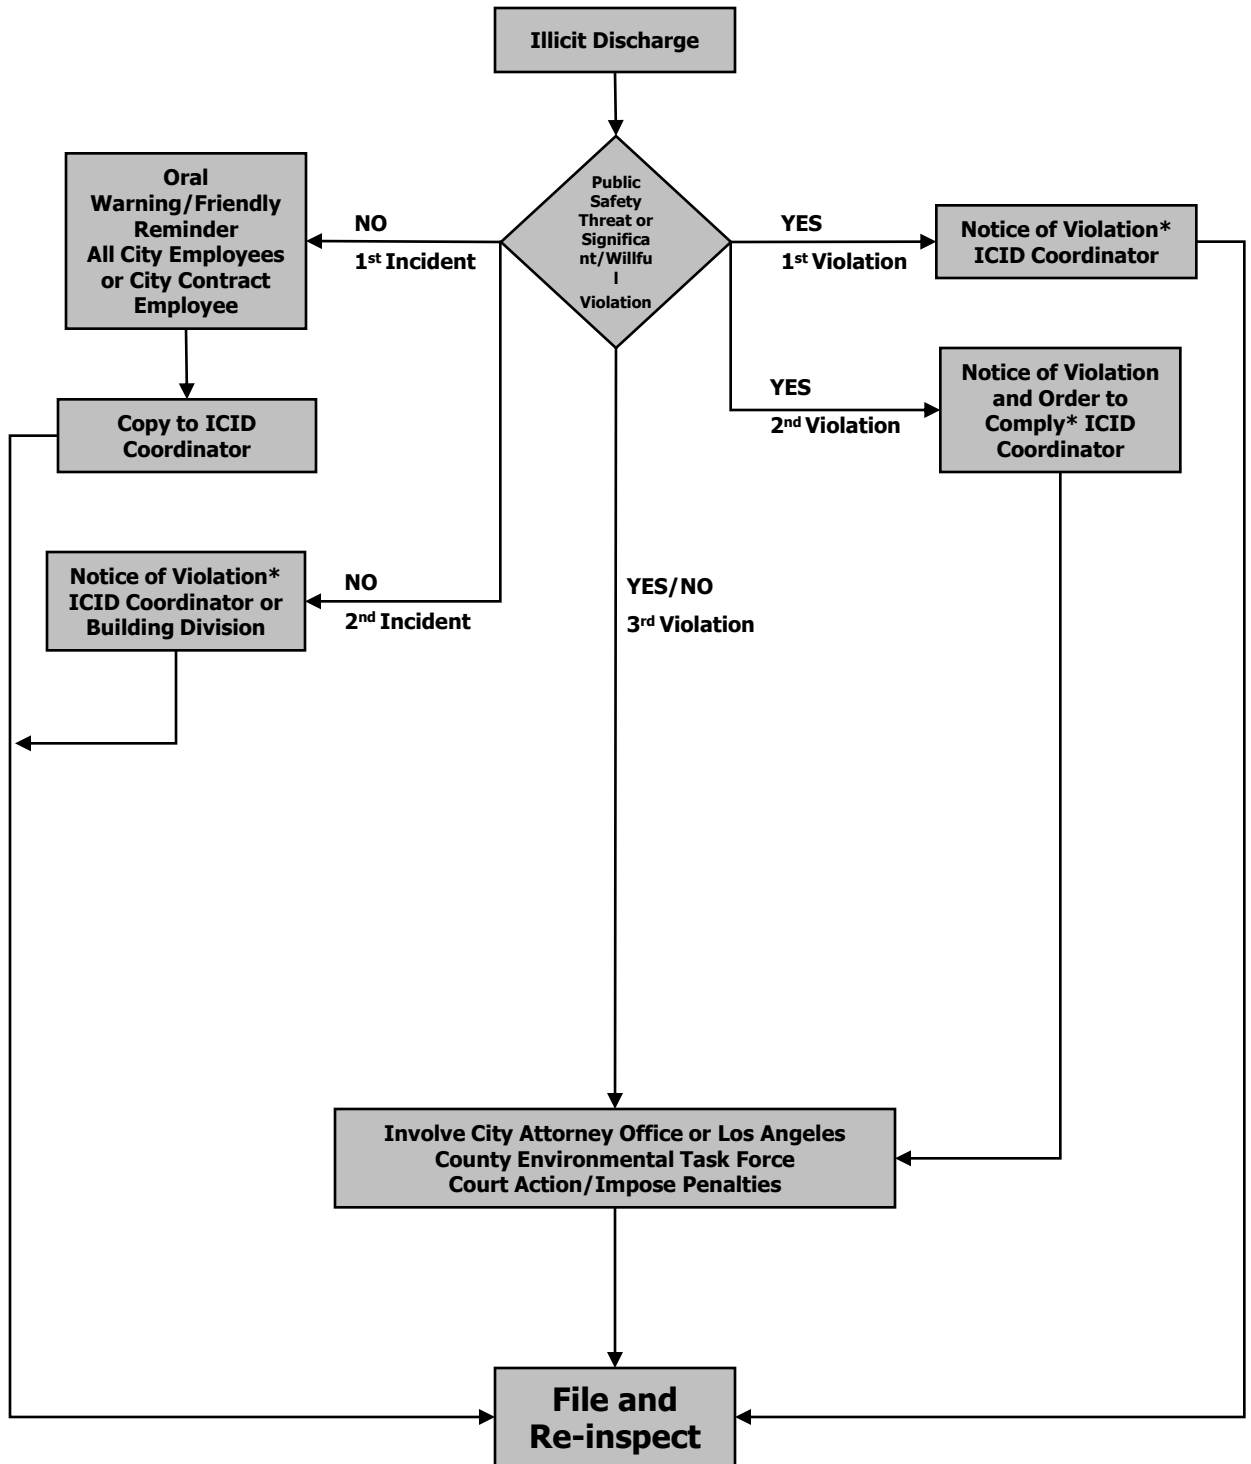 Illicit Discharge
Public
Safety
Threat or
Significa
nt/Willfu
l
Violation
NO
1st Incident
Oral
Warning/Friendly
Reminder
All City Employees
or City Contract
Employee
Copy to ICID
Coordinator
NO
2nd Incident
Notice of Violation*
ICID Coordinator or
Building Division
YES
1st Violation
Notice of Violation*
ICID Coordinator
YES
2nd Violation
Notice of Violation
and Order to
Comply* ICID
Coordinator
YES/NO
3rd Violation
Involve City Attorney Office or Los Angeles
County Environmental Task Force
Court Action/Impose Penalties
File and
Re-inspect